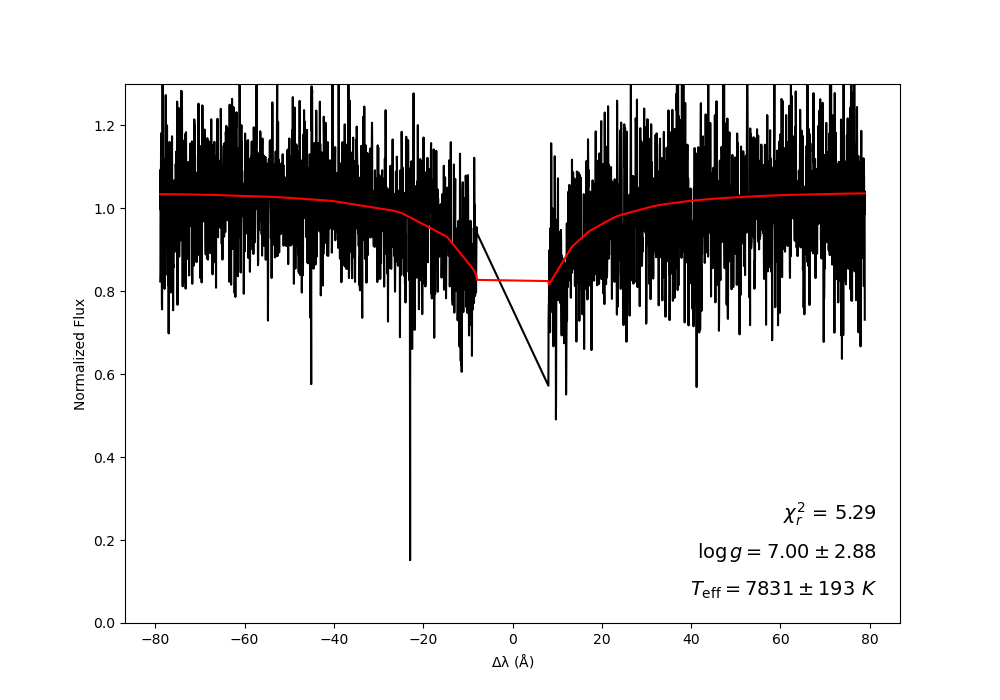 1.2
1.0
0.8
0.6
0.4
0.2
0.0
Normalized Flux
χ²ᵣ = 5.29
log g = 7.00 ± 2.88
T_eff = 7831 ± 193 K
−80 −60 −40 −20 0 20 40 60 80
Δλ (Å)